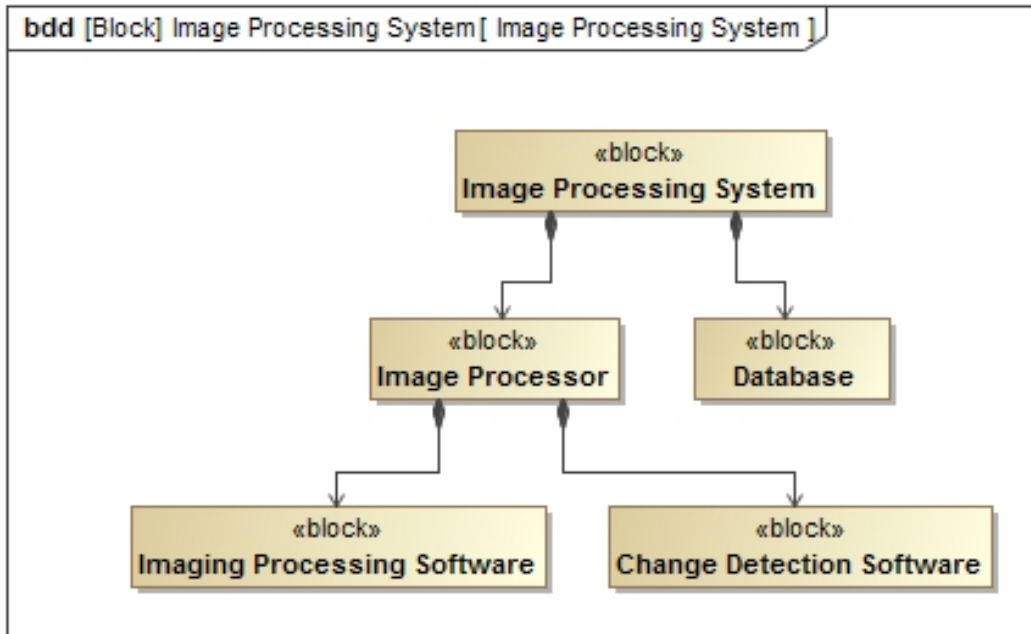 bdd [Block] Image Processing System[ Image Processing System ]
«block»
Image Processing System
«block»
Image Processor
«block»
Database
«block»
Imaging Processing Software
«block»
Change Detection Software